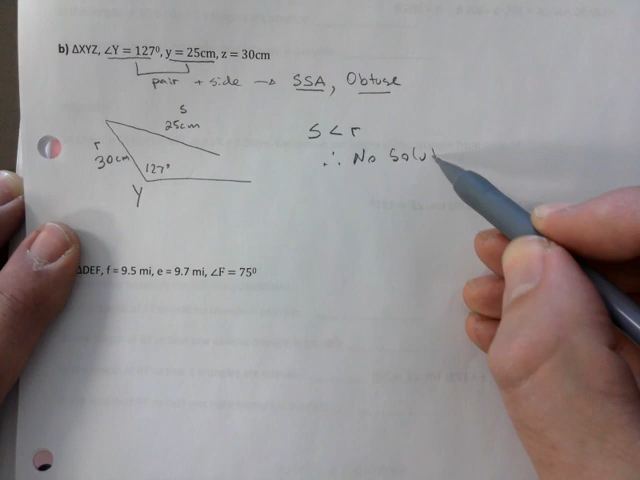 b) ΔXYZ, ∠Y = 127⁰, y = 25cm, z = 30cm
pair + side → SSA, Obtuse
s
25cm
r
30cm
127°
Y
s < r
∴ No Solut
ΔDEF, f = 9.5 mi, e = 9.7 mi, ∠F = 75⁰